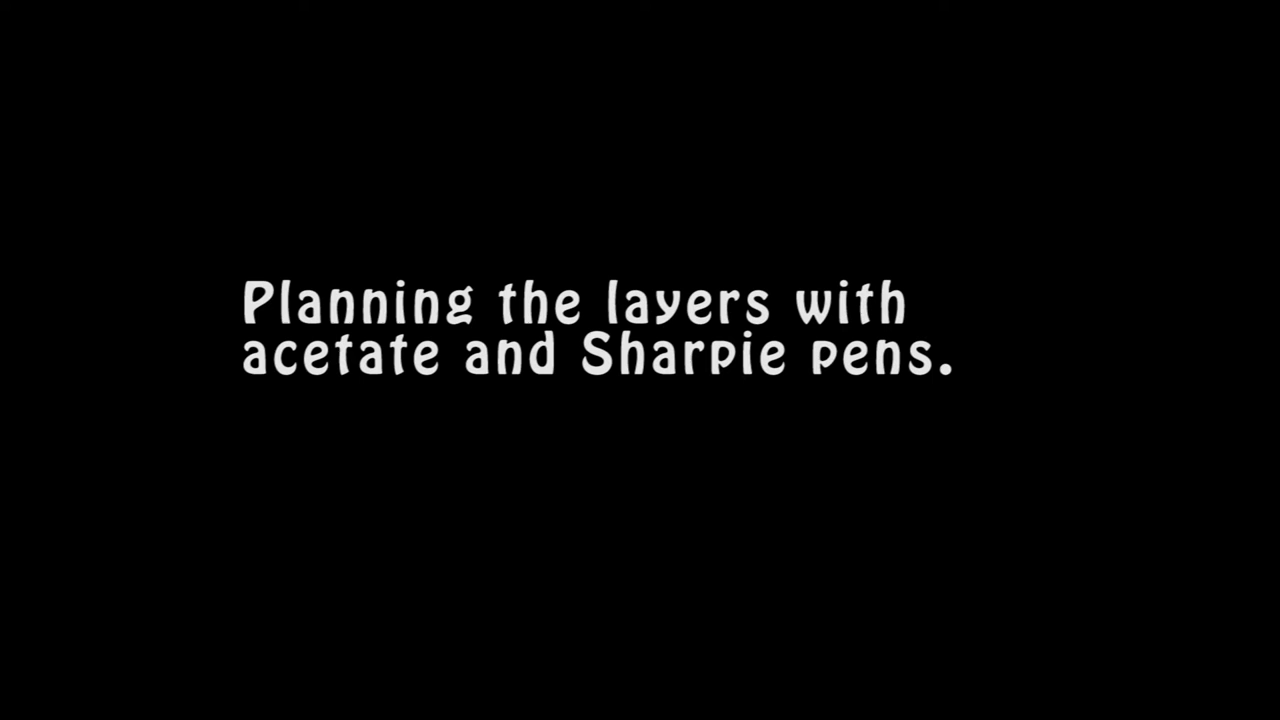 Planning the layers with
acetate and Sharpie pens.